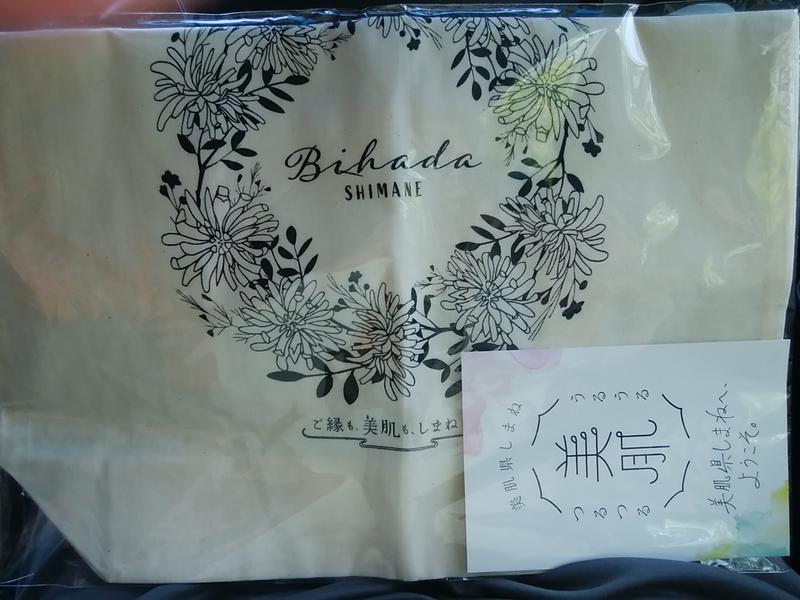 Bihada
SHIMANE
ご縁も、美肌も、しまね
美肌県しまね
うるうる
美肌
つるつる
美肌県しまねへ、
ようこそ。